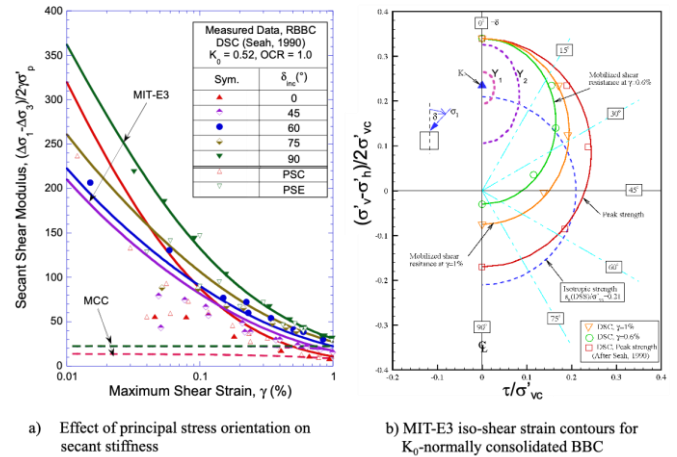 a)
400
350
300
250
200
150
100
50
0
0.01
0.1
1
Secant Shear Modulus, (Δσ₁-Δσ₃)/2γσ'ₚ
Maximum Shear Strain, γ (%)
MIT-E3
MCC
Measured Data, RBBC
DSC (Seah, 1990)
K₀ = 0.52, OCR = 1.0
Sym. δinc(°)
0
45
60
75
90
PSC
PSE
a) Effect of principal stress orientation on
secant stiffness
0.4
0.3
0.2
0.1
0
-0.1
-0.2
-0.3
-0.4
-0.2
-0.1
0.0
0.1
0.2
0.3
0.4
(σ'v-σ'h)/2σ'vc
τ/σ'vc
0° -δ
15°
30°
45°
60°
75°
90°
℄
K
Y₁
Y₂
δ
σ₁
Mobilized shear
resistance at γ=0.6%
Peak strength
Mobilized shear
resistance at γ=1%
Isotropic strength
DSC, γ=1%
DSC, γ=0.6%
DSC, Peak strength
(After Seah, 1990)
b) MIT-E3 iso-shear strain contours for
K₀-normally consolidated BBC